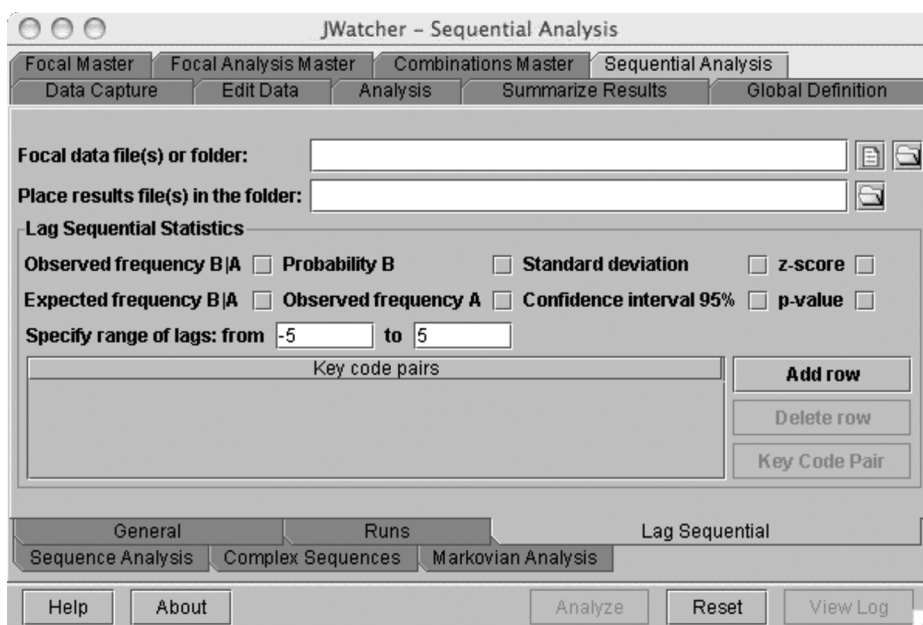 JWatcher – Sequential Analysis
Focal Master Focal Analysis Master Combinations Master Sequential Analysis
Data Capture Edit Data Analysis Summarize Results Global Definition
Focal data file(s) or folder:
Place results file(s) in the folder:
Lag Sequential Statistics
Observed frequency B|A Probability B Standard deviation z-score
Expected frequency B|A Observed frequency A Confidence interval 95% p-value
Specify range of lags: from -5 to 5
Key code pairs Add row
Delete row
Key Code Pair
General Runs Lag Sequential
Sequence Analysis Complex Sequences Markovian Analysis
Help About Analyze Reset View Log